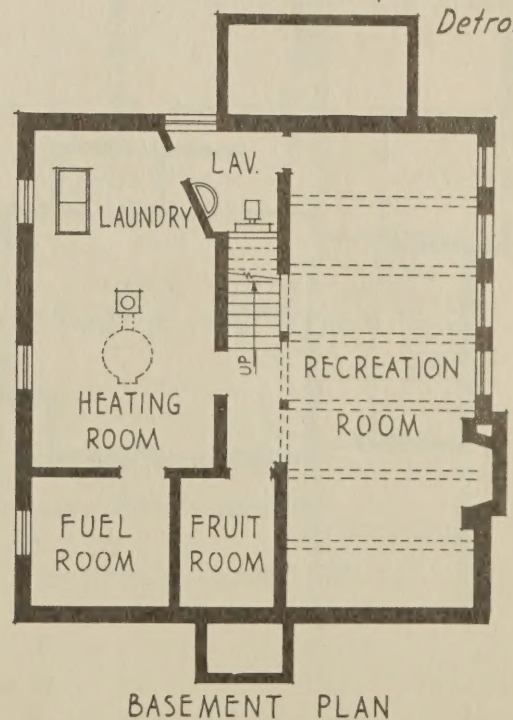 Detro
LAV.
LAUNDRY
UP
RECREATION
ROOM
HEATING
ROOM
FUEL
ROOM
FRUIT
ROOM
BASEMENT PLAN